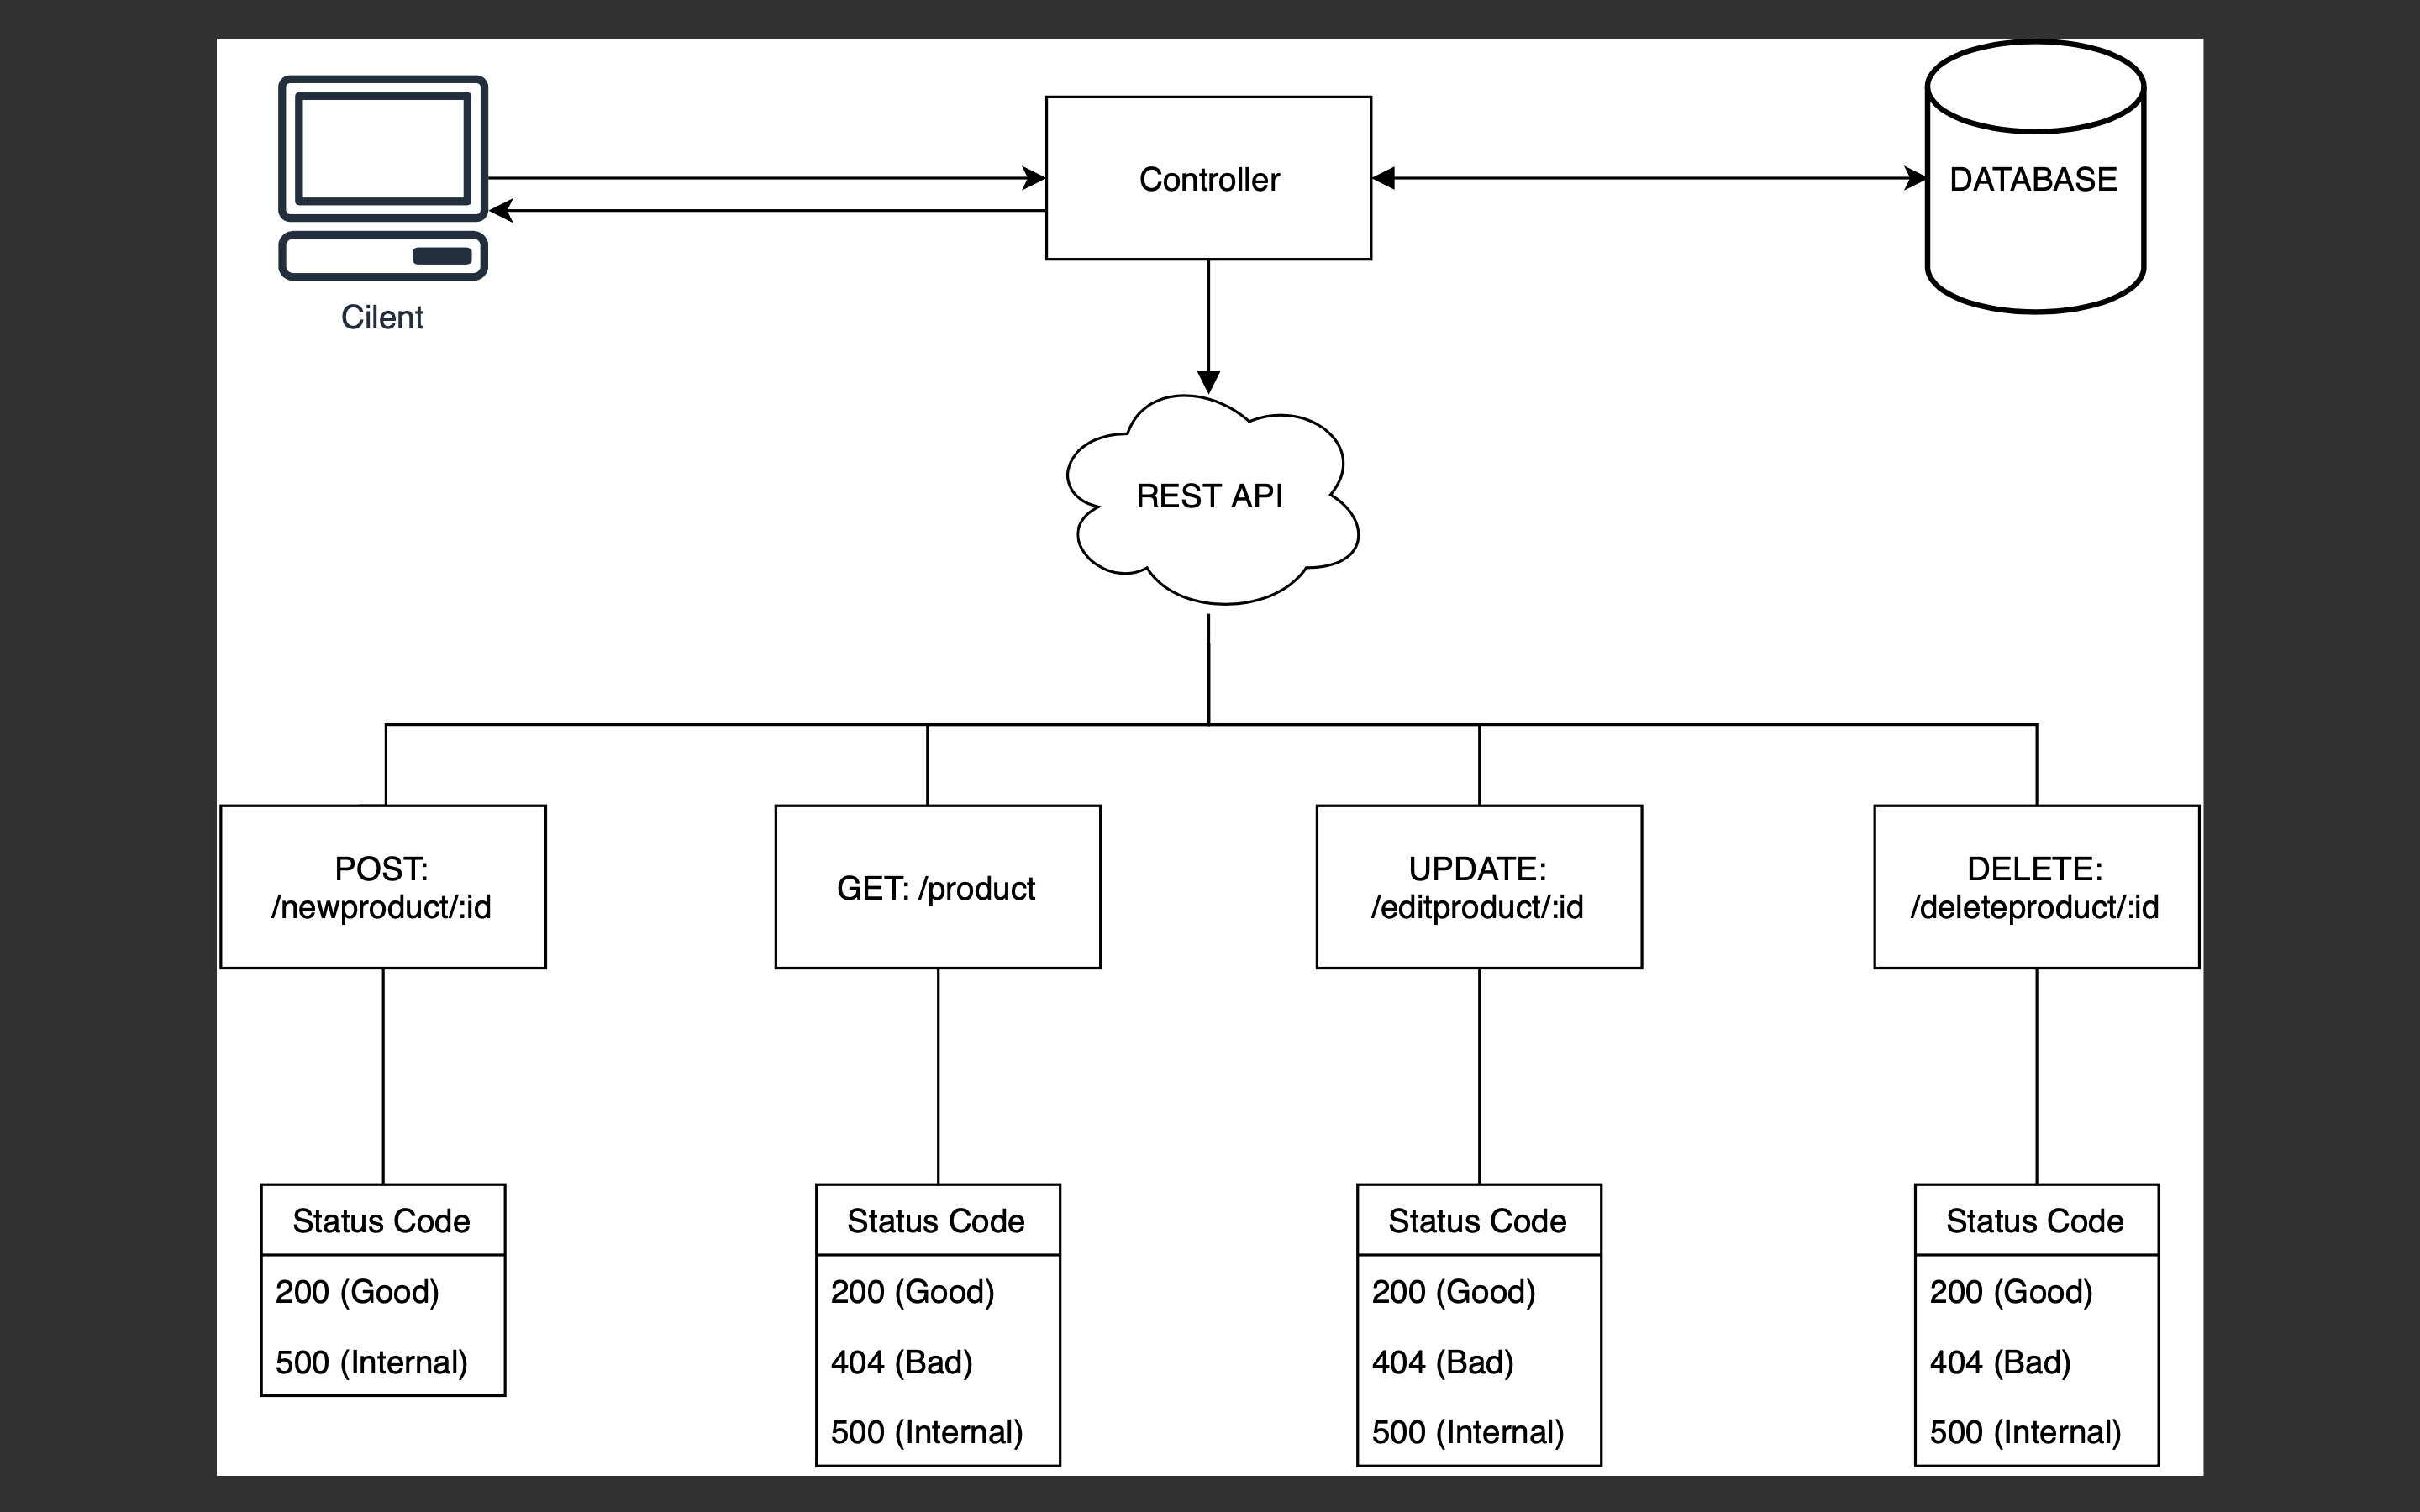 Controller
DATABASE
Cilent
REST API
POST:
/newproduct/:id
GET: /product
UPDATE:
/editproduct/:id
DELETE:
/deleteproduct/:id
Status Code
200 (Good)
500 (Internal)
Status Code
200 (Good)
404 (Bad)
500 (Internal)
Status Code
200 (Good)
404 (Bad)
500 (Internal)
Status Code
200 (Good)
404 (Bad)
500 (Internal)